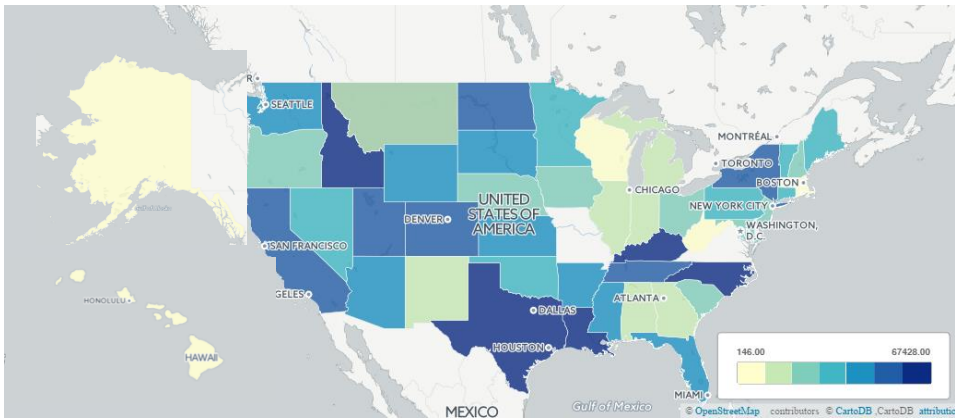 R
SEATTLE
MONTRÉAL
TORONTO
BOSTON
CHICAGO
NEW YORK CITY
UNITED
STATES OF
AMERICA
DENVER
WASHINGTON,
D.C.
SAN FRANCISCO
GELES
ATLANTA
DALLAS
HONOLULU
HOUSTON
HAWAII
MIAMI
MEXICO
Gulf of Mexico
146.00 67428.00
© OpenStreetMap contributors © CartoDB ,CartoDB attributio